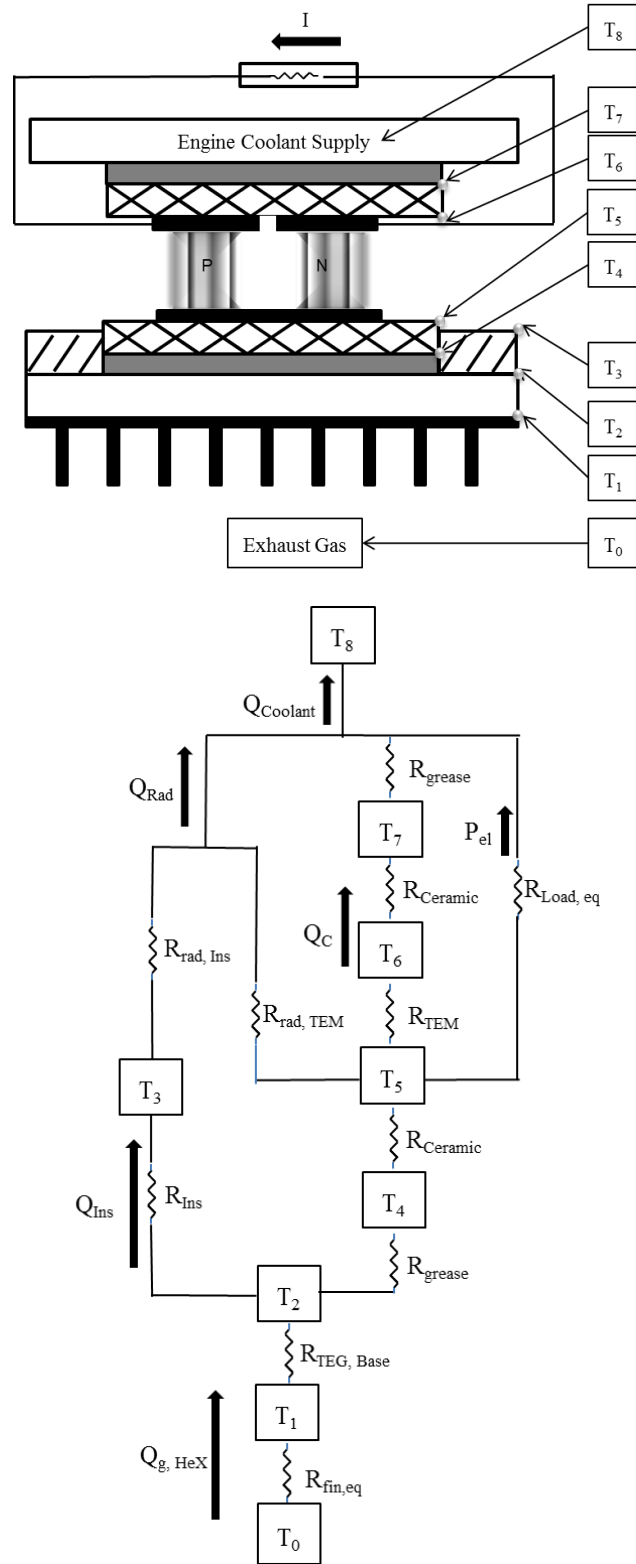 I
T8
Engine Coolant Supply
T7
T6
T5
P
N
T4
T3
T2
T1
Exhaust Gas
T0
T8
QCoolant
QRad
Rgrease
T7
Pel
RCeramic
RLoad, eq
Rrad, Ins
QC
T6
Rrad, TEM
RTEM
T3
T5
RCeramic
QIns
RIns
T4
Rgrease
T2
RTEG, Base
T1
Qg, HeX
Rfin,eq
T0